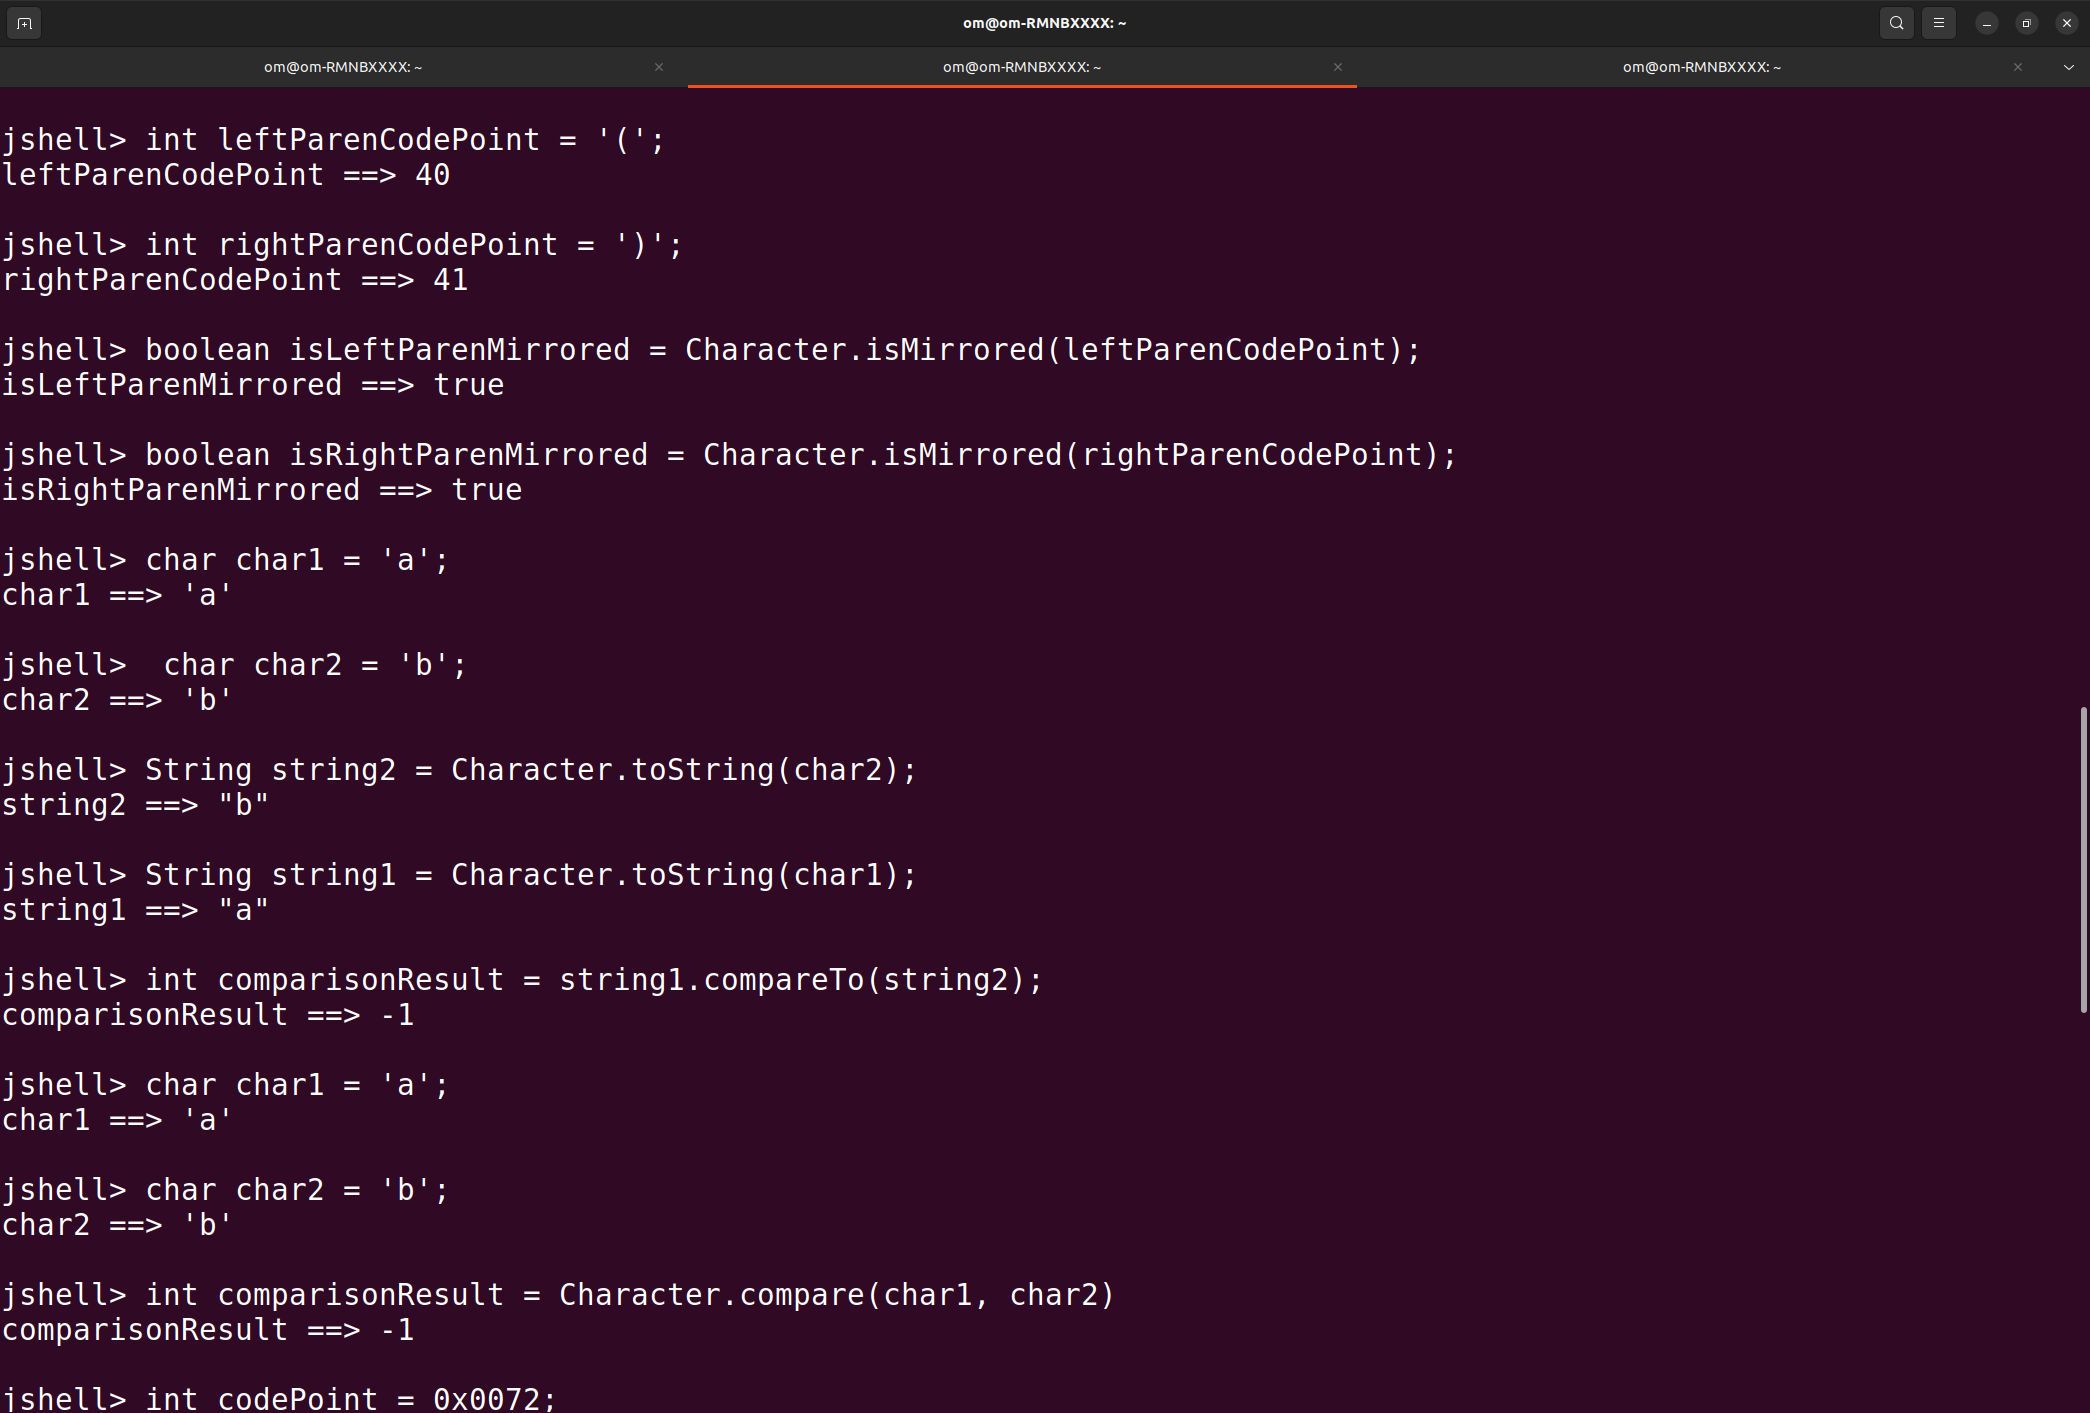 om@om-RMNBXXXX: ~
om@om-RMNBXXXX: ~
om@om-RMNBXXXX: ~
om@om-RMNBXXXX: ~
jshell> int leftParenCodePoint = '(';
leftParenCodePoint ==> 40
jshell> int rightParenCodePoint = ')';
rightParenCodePoint ==> 41
jshell> boolean isLeftParenMirrored = Character.isMirrored(leftParenCodePoint);
isLeftParenMirrored ==> true
jshell> boolean isRightParenMirrored = Character.isMirrored(rightParenCodePoint);
isRightParenMirrored ==> true
jshell> char char1 = 'a';
char1 ==> 'a'
jshell>  char char2 = 'b';
char2 ==> 'b'
jshell> String string2 = Character.toString(char2);
string2 ==> "b"
jshell> String string1 = Character.toString(char1);
string1 ==> "a"
jshell> int comparisonResult = string1.compareTo(string2);
comparisonResult ==> -1
jshell> char char1 = 'a';
char1 ==> 'a'
jshell> char char2 = 'b';
char2 ==> 'b'
jshell> int comparisonResult = Character.compare(char1, char2)
comparisonResult ==> -1
jshell> int codePoint = 0x0072;